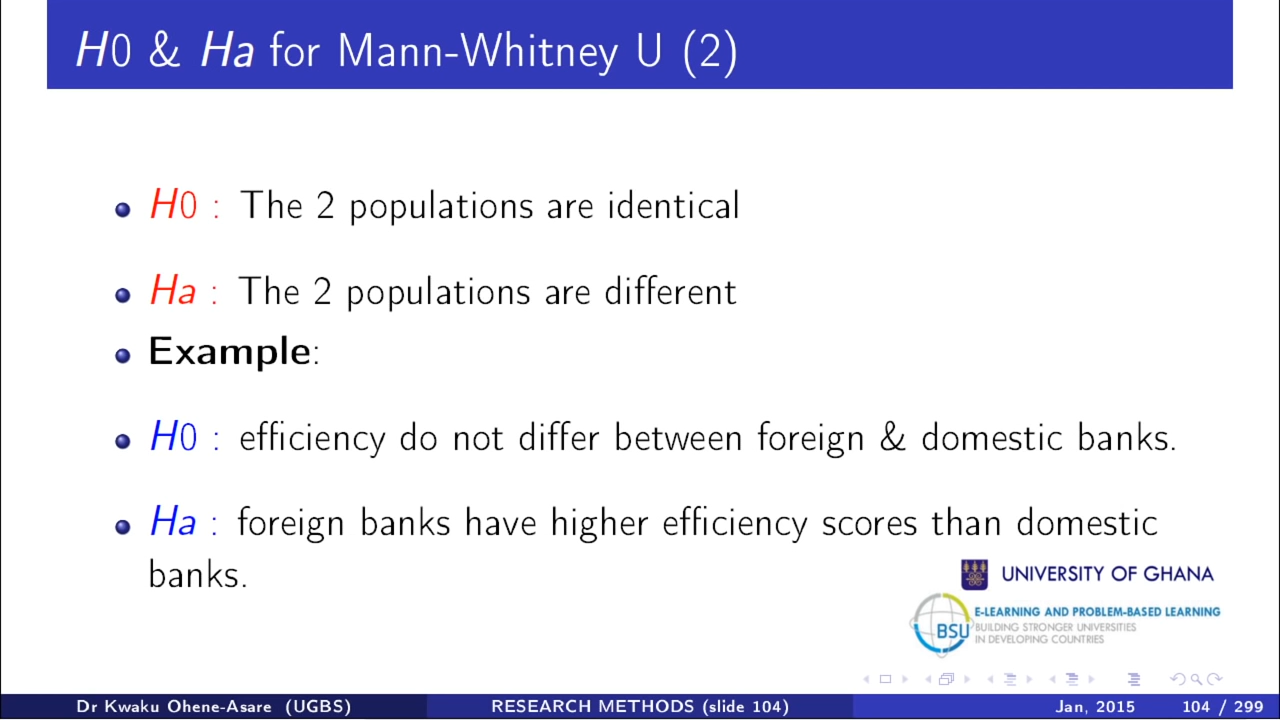 H0 & Ha for Mann-Whitney U (2)
H0 : The 2 populations are identical
Ha : The 2 populations are different
Example:
H0 : efficiency do not differ between foreign & domestic banks.
Ha : foreign banks have higher efficiency scores than domestic
banks.
UNIVERSITY OF GHANA
E-LEARNING AND PROBLEM-BASED LEARNING
BSU
BUILDING STRONGER UNIVERSITIES
IN DEVELOPING COUNTRIES
Dr Kwaku Ohene-Asare (UGBS) RESEARCH METHODS (slide 104) Jan, 2015 104 / 299